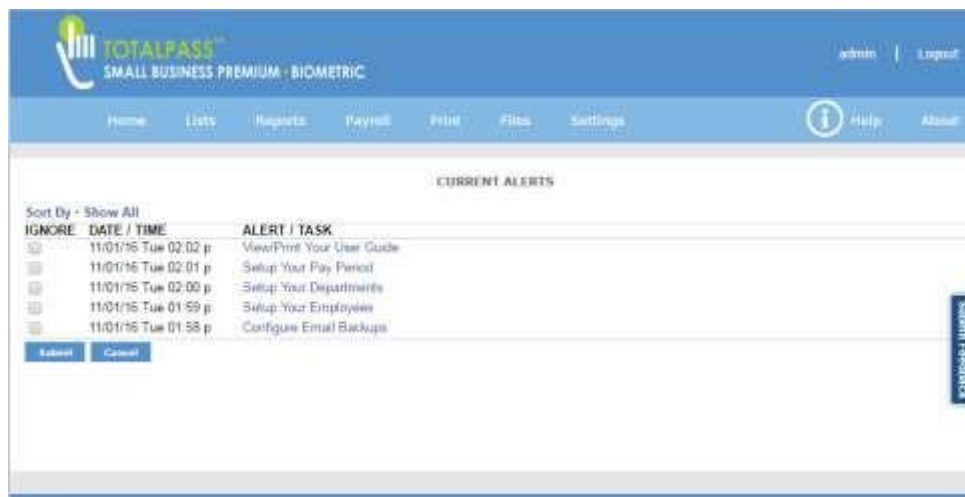 TOTALPASS™
SMALL BUSINESS PREMIUM · BIOMETRIC
admin | Logout
Home Lists Reports Payroll Print Files Settings i Help About
CURRENT ALERTS
Sort By - Show All
IGNORE DATE / TIME ALERT / TASK
11/01/16 Tue 02:02 p View/Print Your User Guide
11/01/16 Tue 02:01 p Setup Your Pay Period
11/01/16 Tue 02:00 p Setup Your Departments
11/01/16 Tue 01:59 p Setup Your Employees
11/01/16 Tue 01:58 p Configure Email Backups
Submit Cancel
Submit Feedback